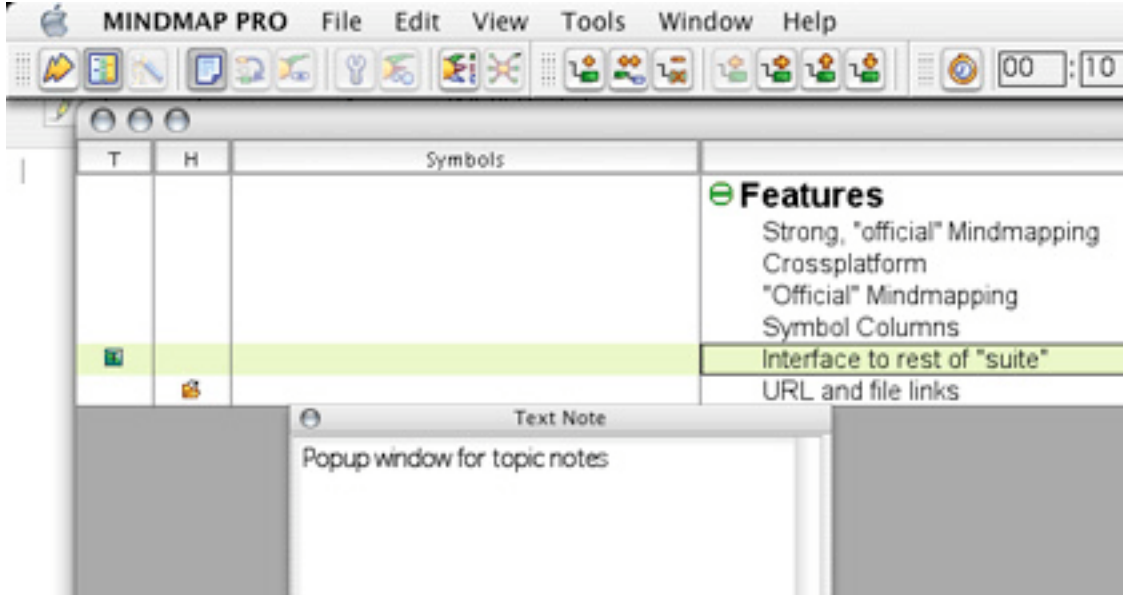 MINDMAP PRO File Edit View Tools Window Help
00 : 10
T H Symbols
Features
Strong, "official" Mindmapping
Crossplatform
"Official" Mindmapping
Symbol Columns
Interface to rest of "suite"
URL and file links
Text Note
Popup window for topic notes